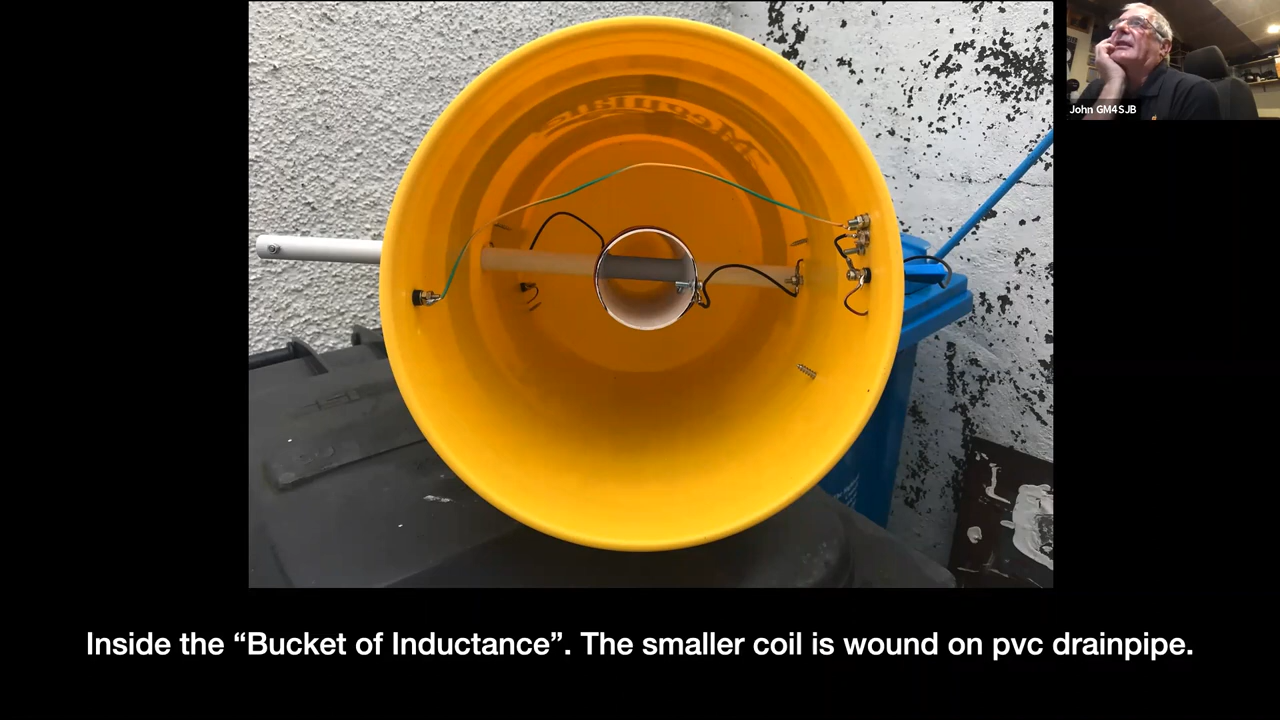 John GM4SJB
Inside the “Bucket of Inductance”. The smaller coil is wound on pvc drainpipe.